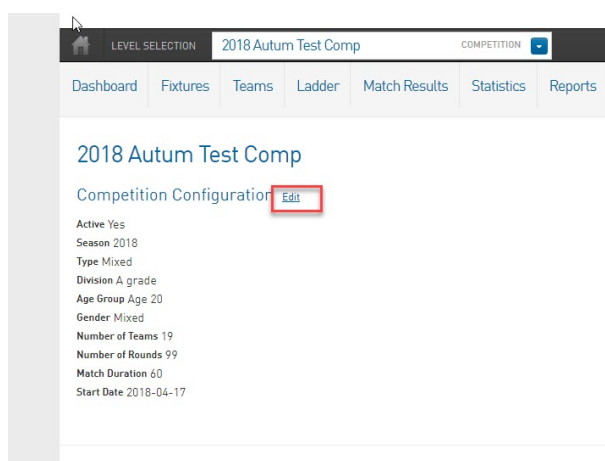 LEVEL SELECTION 2018 Autum Test Comp COMPETITION
Dashboard Fixtures Teams Ladder Match Results Statistics Reports
2018 Autum Test Comp
Competition Configuration Edit
Active Yes
Season 2018
Type Mixed
Division A grade
Age Group Age 20
Gender Mixed
Number of Teams 19
Number of Rounds 99
Match Duration 60
Start Date 2018-04-17